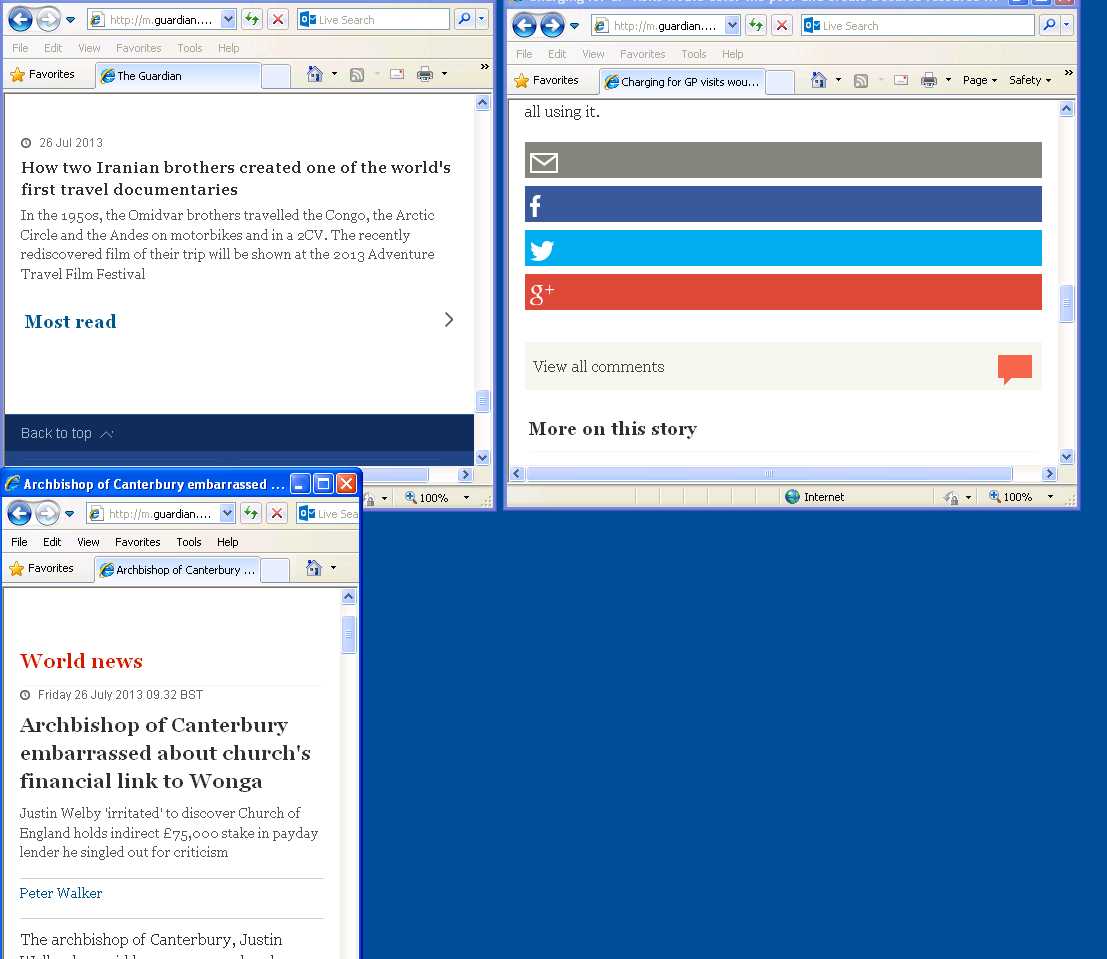 http://m.guardian....
Live Search
File Edit View Favorites Tools Help
Favorites
The Guardian
»
26 Jul 2013
How two Iranian brothers created one of the world's
first travel documentaries
In the 1950s, the Omidvar brothers travelled the Congo, the Arctic
Circle and the Andes on motorbikes and in a 2CV. The recently
rediscovered film of their trip will be shown at the 2013 Adventure
Travel Film Festival
Most read
Back to top
100%
http://m.guardian....
Live Search
File Edit View Favorites Tools Help
Favorites
Charging for GP visits wou...
Page Safety »
all using it.
f
g+
View all comments
More on this story
Internet
100%
Archbishop of Canterbury embarrassed ...
http://m.guardian....
Live Sea
File Edit View Favorites Tools Help
Favorites
Archbishop of Canterbury ...
World news
Friday 26 July 2013 09.32 BST
Archbishop of Canterbury
embarrassed about church's
financial link to Wonga
Justin Welby 'irritated' to discover Church of
England holds indirect £75,000 stake in payday
lender he singled out for criticism
Peter Walker
The archbishop of Canterbury, Justin